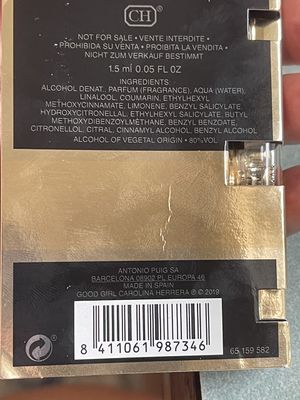 CH
NOT FOR SALE • VENTE INTERDITE •
PROHIBIDA SU VENTA • PROIBITA LA VENDITA •
NICHT ZUM VERKAUF BESTIMMT
1.5 ml 0.05 FL OZ
INGREDIENTS:
ALCOHOL DENAT, PARFUM (FRAGRANCE), AQUA (WATER),
LINALOOL, COUMARIN, ETHYLHEXYL
METHOXYCINNAMATE, LIMONENE, BENZYL SALICYLATE,
HYDROXYCITRONELLAL, ETHYLHEXYL SALICYLATE, BUTYL
METHOXYDIBENZOYLMETHANE, BENZYL BENZOATE,
CITRONELLOL, CITRAL, CINNAMYL ALCOHOL, BENZYL ALCOHOL
ALCOHOL OF VEGETAL ORIGIN • 80%VOL
ANTONIO PUIG SA
BARCELONA 08902 PL EUROPA 46
MADE IN SPAIN
GOOD GIRL CAROLINA HERRERA ® © 2019
8 411061 987346
65 159 582